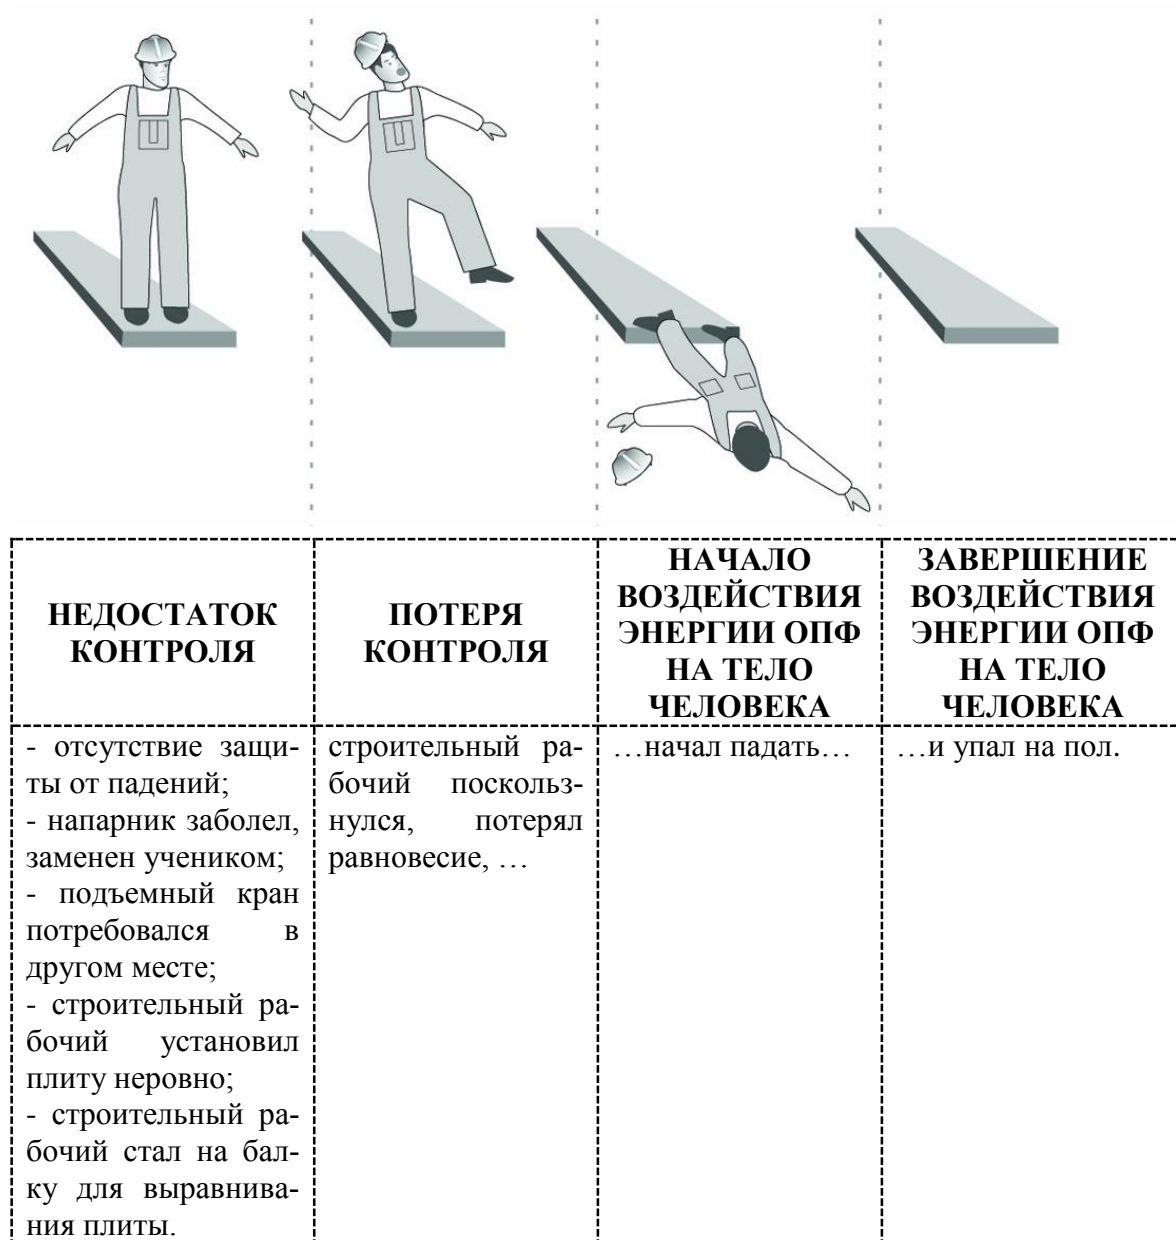 НЕДОСТАТОК
КОНТРОЛЯ
ПОТЕРЯ
КОНТРОЛЯ
НАЧАЛО
ВОЗДЕЙСТВИЯ
ЭНЕРГИИ ОПФ
НА ТЕЛО
ЧЕЛОВЕКА
ЗАВЕРШЕНИЕ
ВОЗДЕЙСТВИЯ
ЭНЕРГИИ ОПФ
НА ТЕЛО
ЧЕЛОВЕКА
- отсутствие защи-
ты от падений;
- напарник заболел,
заменен учеником;
- подъемный кран
потребовался в
другом месте;
- строительный ра-
бочий установил
плиту неровно;
- строительный ра-
бочий стал на бал-
ку для выравнива-
ния плиты.
строительный ра-
бочий поскольз-
нулся, потерял
равновесие, …
…начал падать…
…и упал на пол.